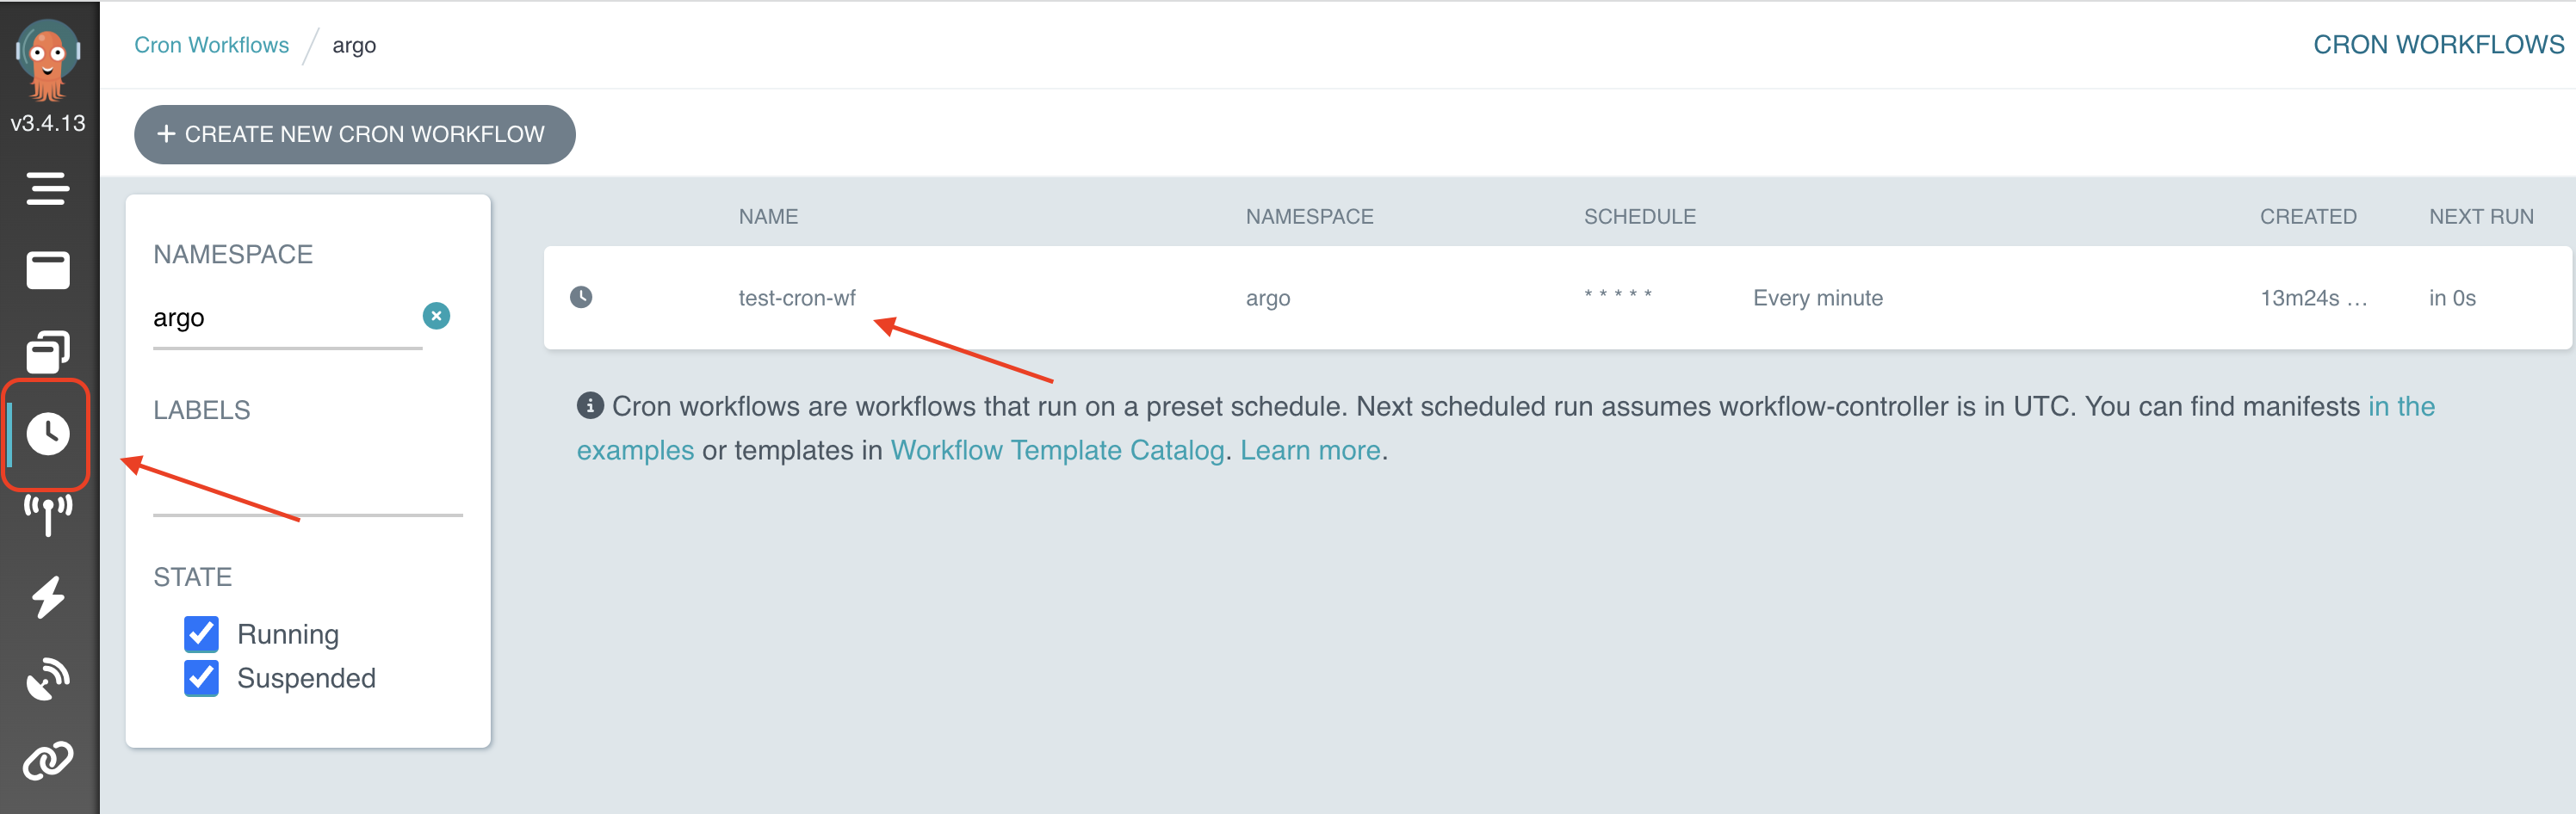 Cron Workflows / argo
CRON WORKFLOWS
v3.4.13
+ CREATE NEW CRON WORKFLOW
NAMESPACE
argo
LABELS
STATE
Running
Suspended
NAME NAMESPACE SCHEDULE CREATED NEXT RUN
test-cron-wf argo * * * * * Every minute 13m24s ... in 0s
Cron workflows are workflows that run on a preset schedule. Next scheduled run assumes workflow-controller is in UTC. You can find manifests in the
examples or templates in Workflow Template Catalog. Learn more.